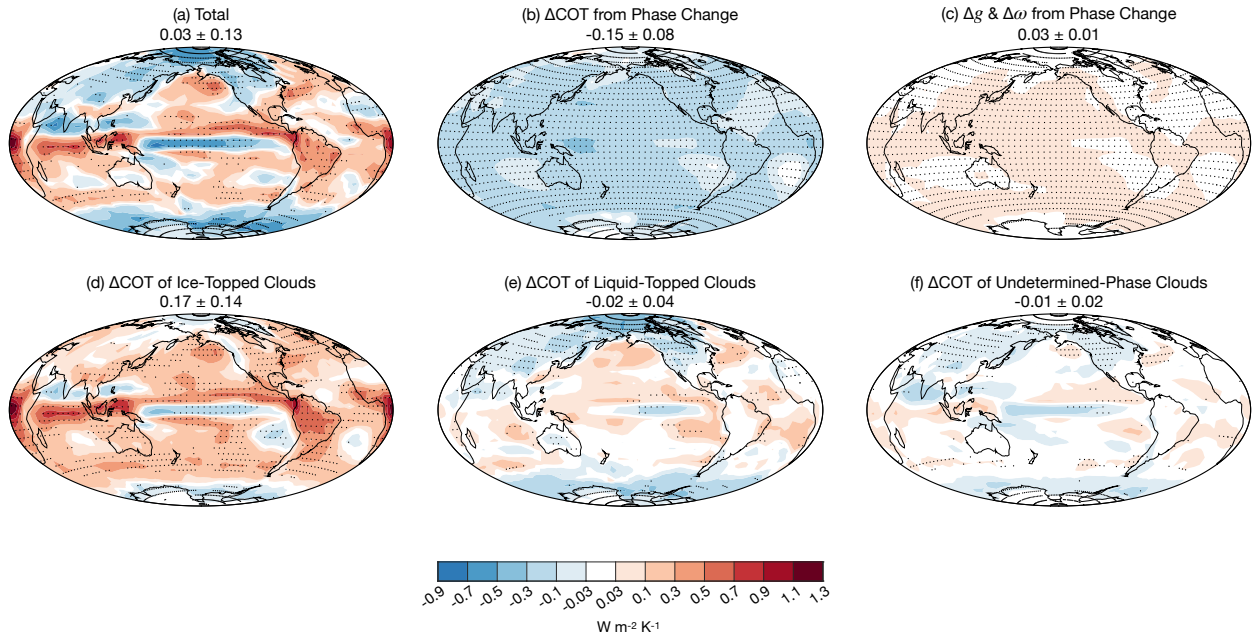 (a) Total
0.03 ± 0.13
(b) ΔCOT from Phase Change
-0.15 ± 0.08
(c) Δg & Δω from Phase Change
0.03 ± 0.01
(d) ΔCOT of Ice-Topped Clouds
0.17 ± 0.14
(e) ΔCOT of Liquid-Topped Clouds
-0.02 ± 0.04
(f) ΔCOT of Undetermined-Phase Clouds
-0.01 ± 0.02
-0.9 -0.7 -0.5 -0.3 -0.1 -0.03 0.03 0.1 0.3 0.5 0.7 0.9 1.1 1.3
W m⁻² K⁻¹